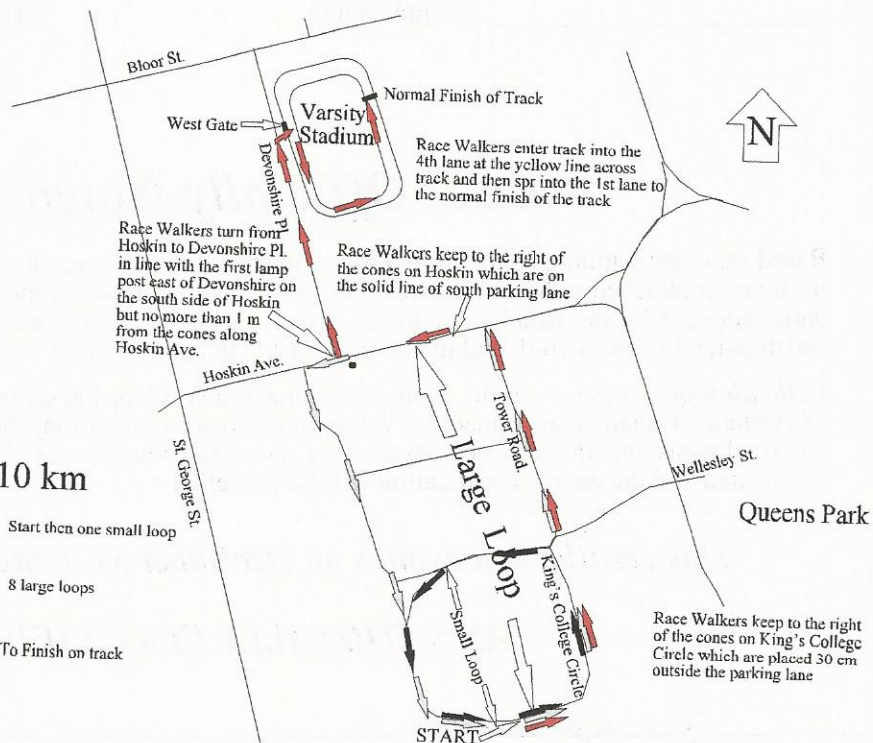 Bloor St.
Normal Finish of Track
Varsity
Stadium
West Gate
N
Devonshire Pl.
Race Walkers enter track into the
4th lane at the yellow line across
track and then spr into the 1st lane to
the normal finish of the track
Race Walkers turn from
Hoskin to Devonshire Pl.
in line with the first lamp
post east of Devonshire on
the south side of Hoskin
but no more than 1 m
from the cones along
Hoskin Ave.
Race Walkers keep to the right of
the cones on Hoskin which are on
the solid line of south parking lane
Hoskin Ave.
Tower Road.
Large Loop
St. George St.
Wellesley St.
10 km
Queens Park
Start then one small loop
8 large loops
To Finish on track
Small Loop
King's College Circle
Race Walkers keep to the right
of the cones on King's College
Circle which are placed 30 cm
outside the parking lane
START